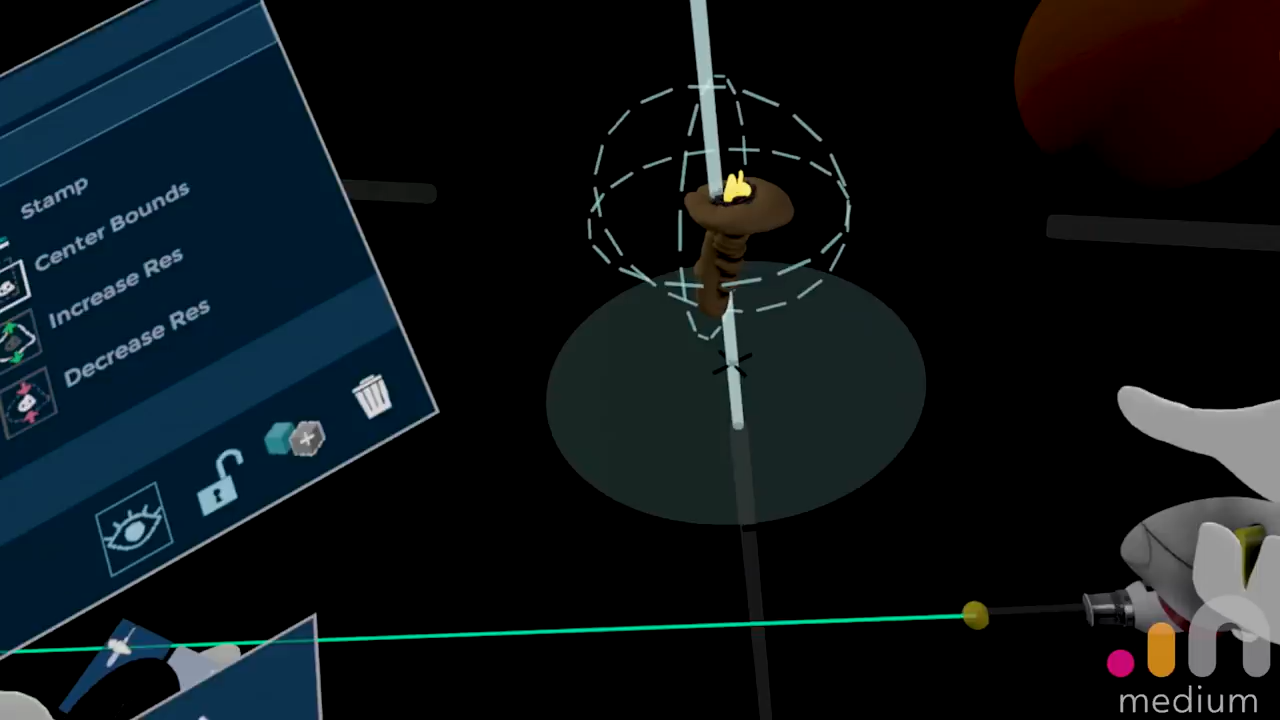 Stamp
Center Bounds
Increase Res
Decrease Res
medium